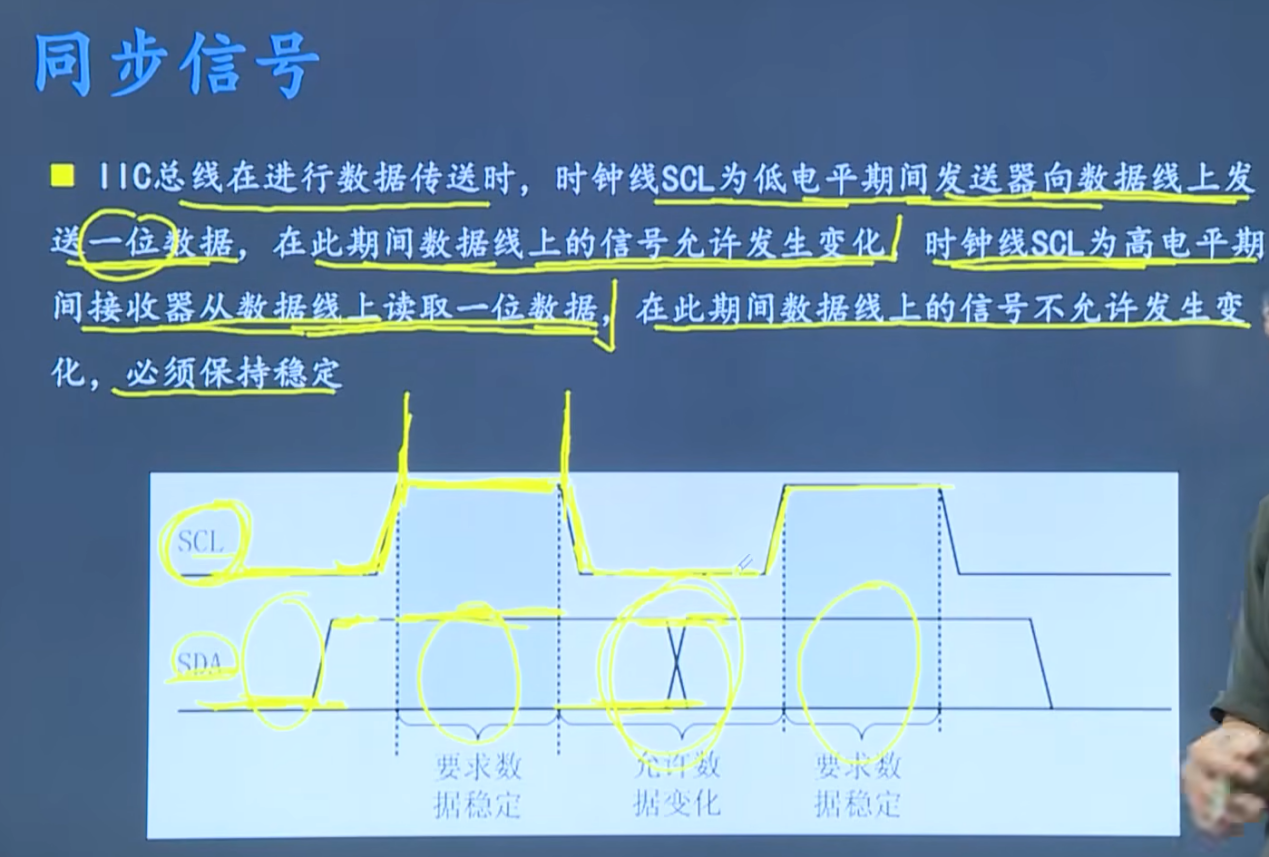 同步信号
IIC总线在进行数据传送时，时钟线SCL为低电平期间发送器向数据线上发
送一位数据，在此期间数据线上的信号允许发生变化 时钟线SCL为高电平期
间接收器从数据线上读取一位数据，在此期间数据线上的信号不允许发生变
化，必须保持稳定
SCL
SDA
要求数
据稳定
允许数
据变化
要求数
据稳定